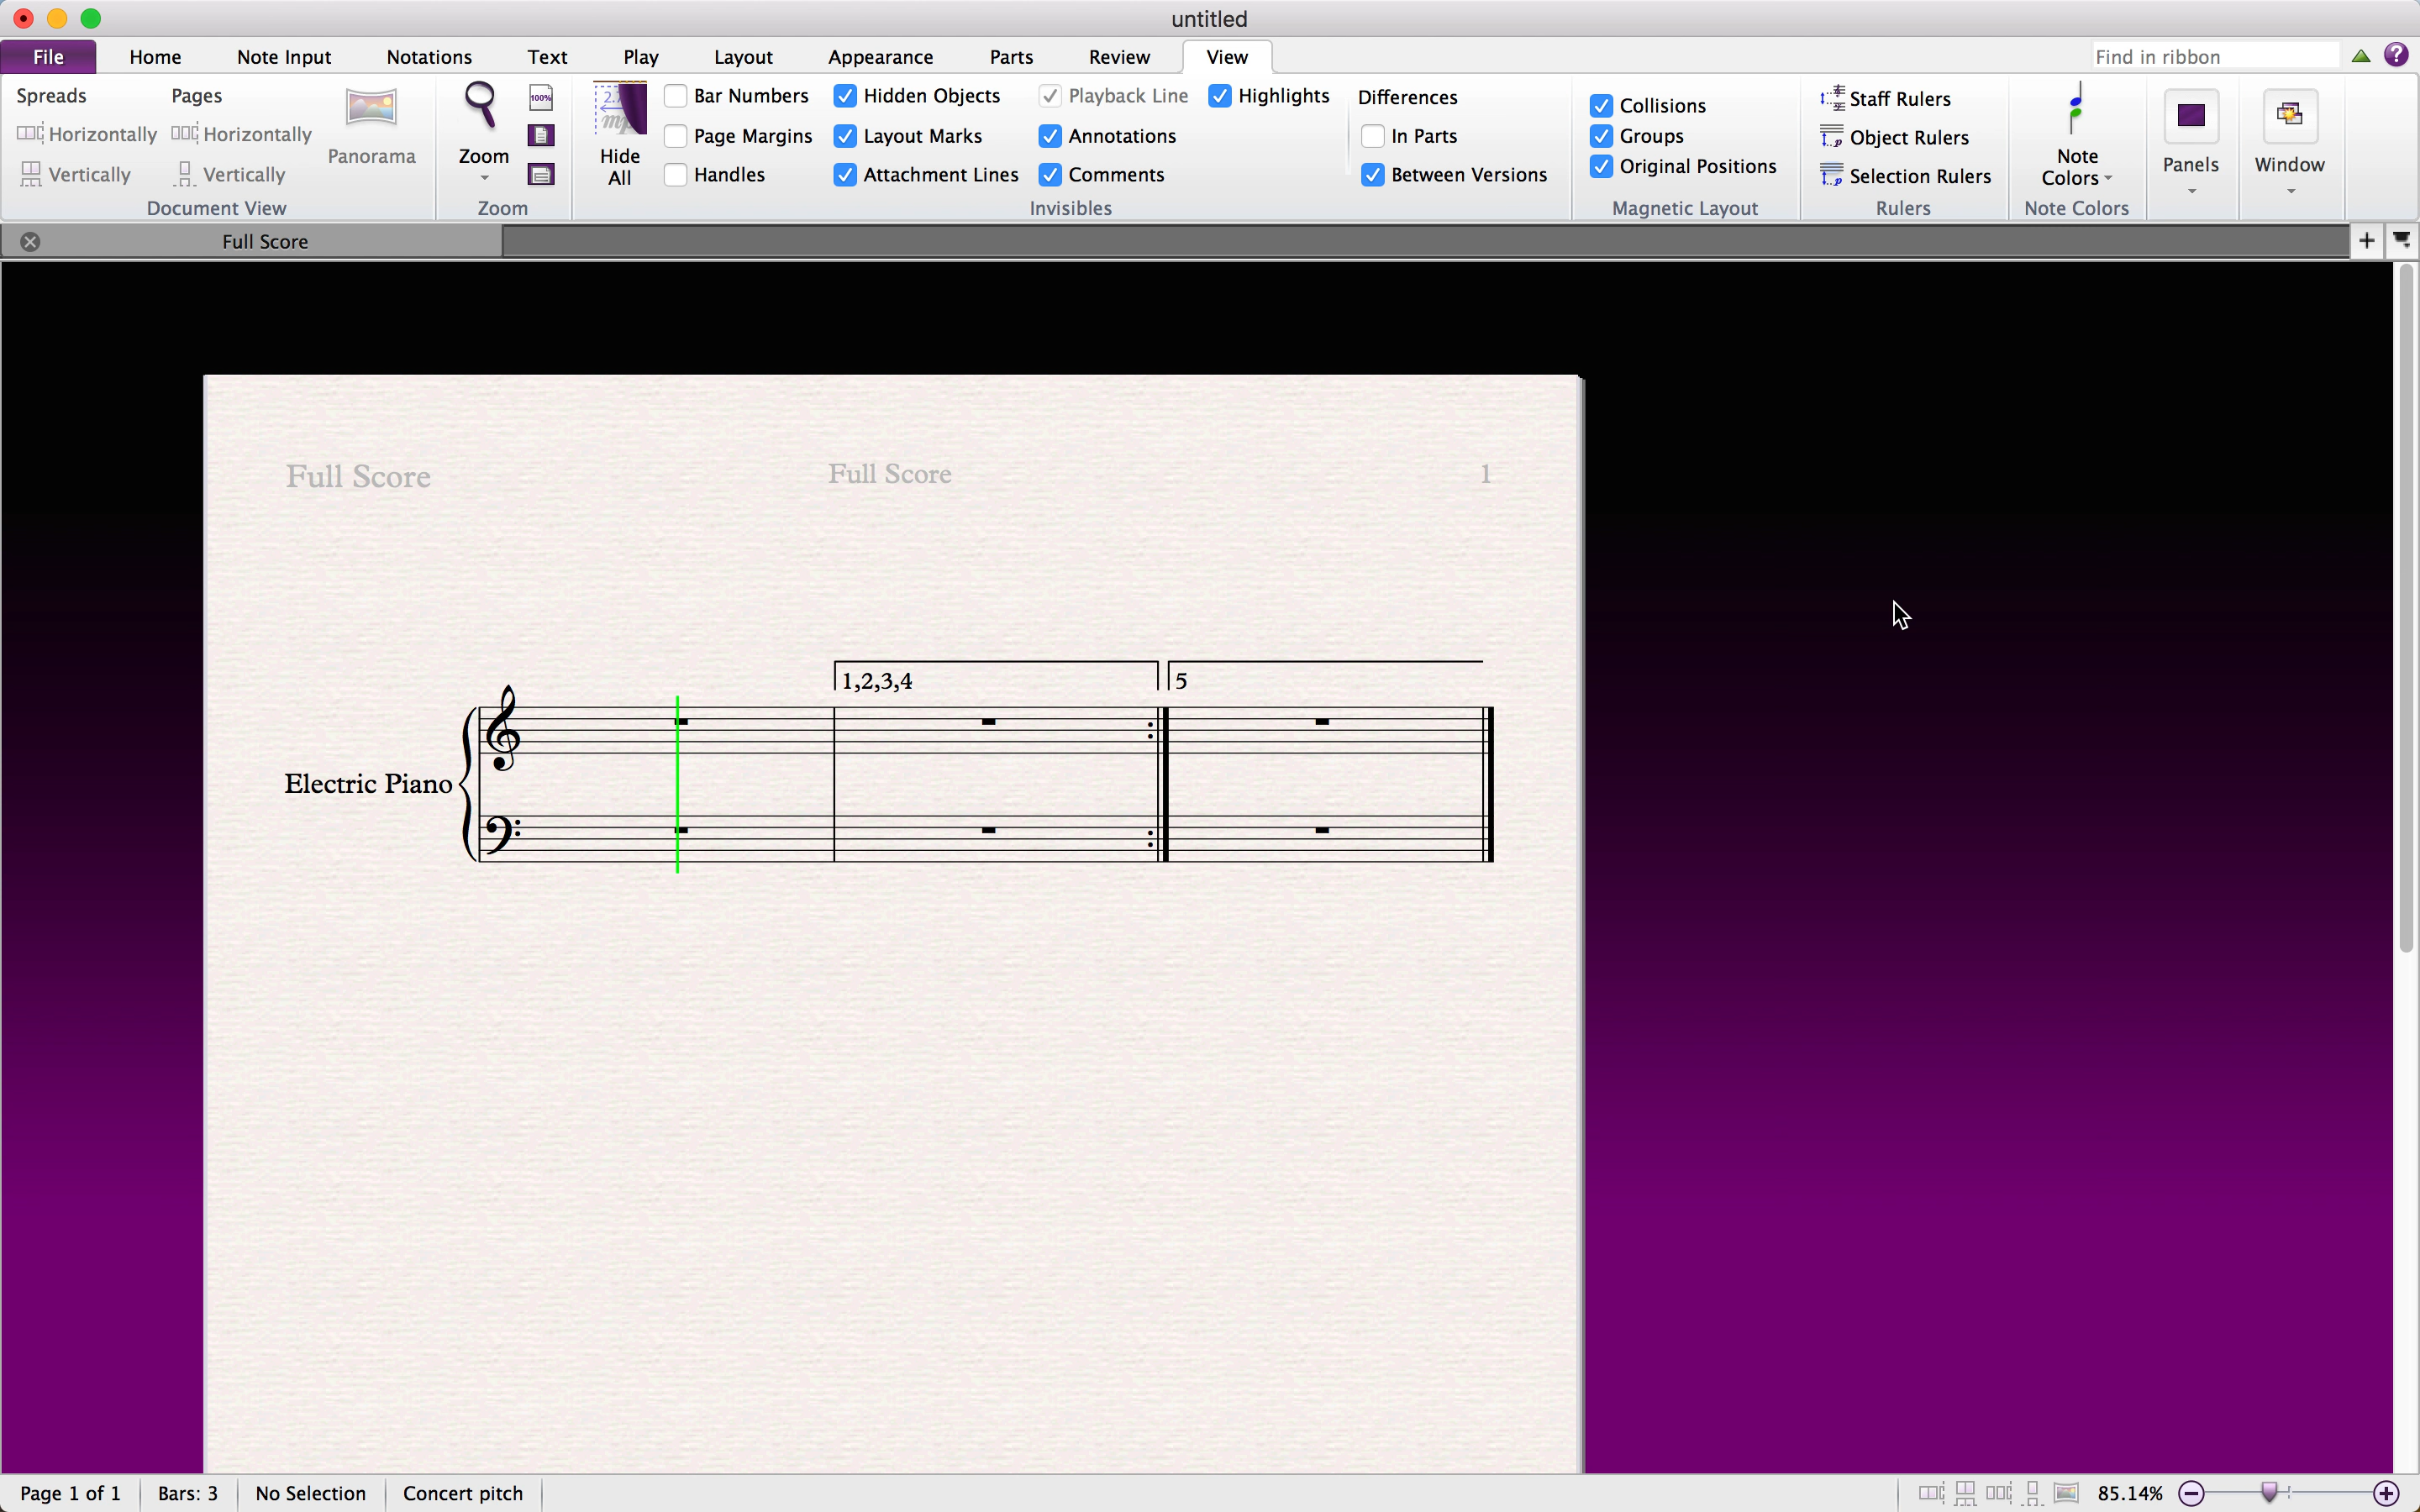 untitled
File Home Note Input Notations Text Play Layout Appearance Parts Review View Find in ribbon ?
Spreads Pages 100% 2. Bar Numbers Hidden Objects Playback Line Highlights Differences Collisions Staff Rulers
Horizontally Horizontally mp Page Margins Layout Marks Annotations In Parts Groups Object Rulers
Panorama Zoom Hide Note Panels Window
Vertically Vertically All Handles Attachment Lines Comments Between Versions Original Positions Selection Rulers Colors
Document View Zoom Invisibles Magnetic Layout Rulers Note Colors
Full Score
Full Score Full Score 1
1,2,3,4 5
Electric Piano
Page 1 of 1 Bars: 3 No Selection Concert pitch 85.14%